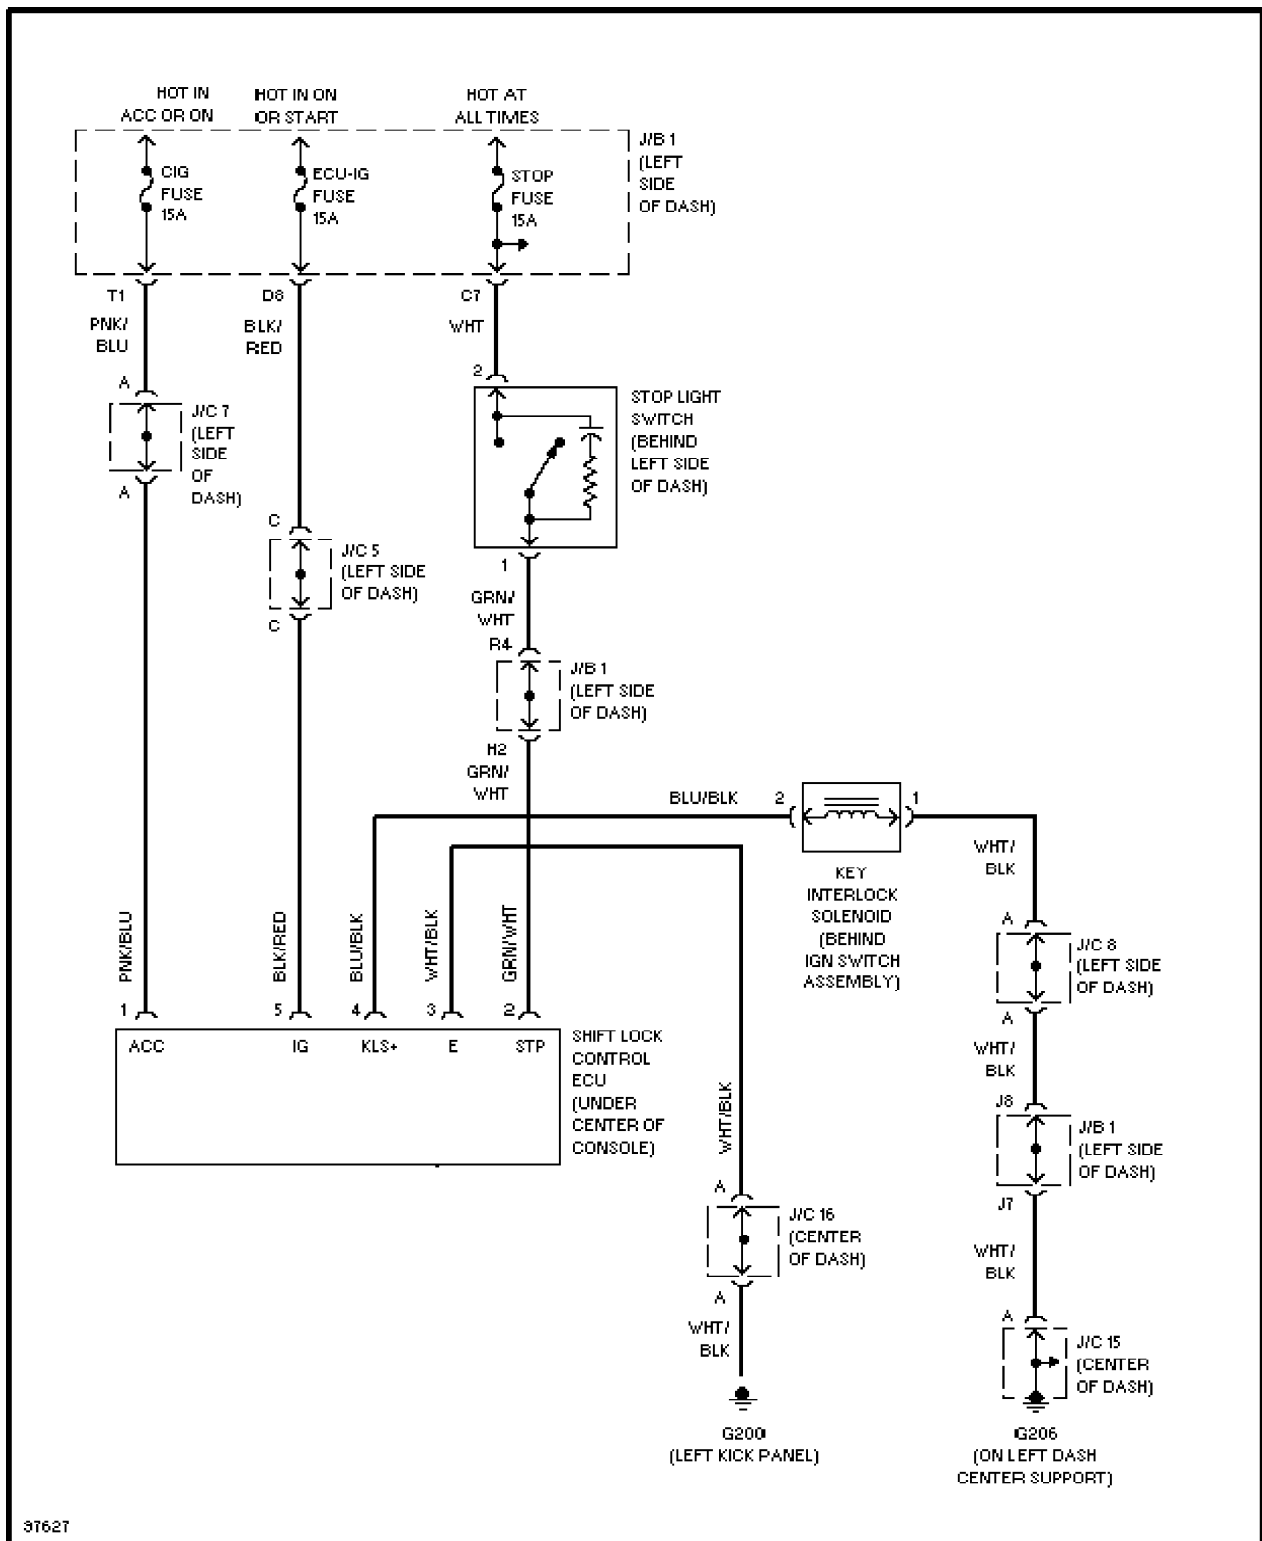 HOT IN
ACC OR ON
HOT IN ON
OR START
HOT AT
ALL TIMES
J/B 1
(LEFT
SIDE
OF DASH)
CIG
FUSE
15A
ECU-IG
FUSE
15A
STOP
FUSE
15A
T1
D8
C7
PNK/
BLU
BLK/
RED
WHT
A
2
J/C 7
(LEFT
SIDE
OF
DASH)
A
STOP LIGHT
SWITCH
(BEHIND
LEFT SIDE
OF DASH)
C
J/C 5
(LEFT SIDE
OF DASH)
C
1
GRN/
WHT
R4
J/B 1
(LEFT SIDE
OF DASH)
H2
GRN/
WHT
BLU/BLK
2
1
KEY
INTERLOCK
SOLENOID
(BEHIND
IGN SWITCH
ASSEMBLY)
WHT/
BLK
A
J/C 8
(LEFT SIDE
OF DASH)
A
WHT/
BLK
J8
J/B 1
(LEFT SIDE
OF DASH)
J7
WHT/
BLK
A
J/C 15
(CENTER
OF DASH)
G206
(ON LEFT DASH
CENTER SUPPORT)
PNK/BLU
BLK/RED
BLU/BLK
WHT/BLK
GRN/WHT
1
5
4
3
2
ACC
IG
KLS+
E
STP
SHIFT LOCK
CONTROL
ECU
(UNDER
CENTER OF
CONSOLE)
WHT/BLK
A
J/C 16
(CENTER
OF DASH)
A
WHT/
BLK
G200
(LEFT KICK PANEL)
97627